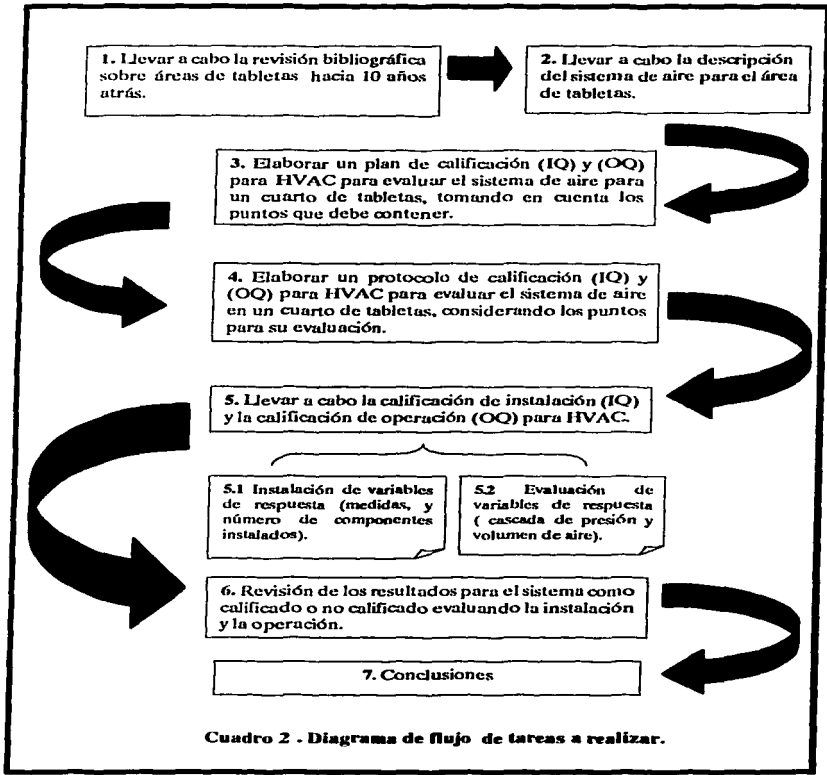 1. Llevar a cabo la revisión bibliográfica
sobre áreas de tabletas hacia 10 años
atrás.
2. Llevar a cabo la descripción
del sistema de aire para el área
de tabletas.
3. Elaborar un plan de calificación (IQ) y (OQ)
para HVAC para evaluar el sistema de aire para
un cuarto de tabletas, tomando en cuenta los
puntos que debe contener.
4. Elaborar un protocolo de calificación (IQ) y
(OQ) para HVAC para evaluar el sistema de aire
en un cuarto de tabletas, considerando los puntos
para su evaluación.
5. Llevar a cabo la calificación de instalación (IQ)
y la calificación de operación (OQ) para HVAC.
5.1 Instalación de variables
de respuesta (medidas, y
número de componentes
instalados).
5.2 Evaluación de
variables de respuesta
( cascada de presión y
volumen de aire).
6. Revisión de los resultados para el sistema como
calificado o no calificado evaluando la instalación
y la operación.
7. Conclusiones
Cuadro 2 - Diagrama de flujo de tareas a realizar.